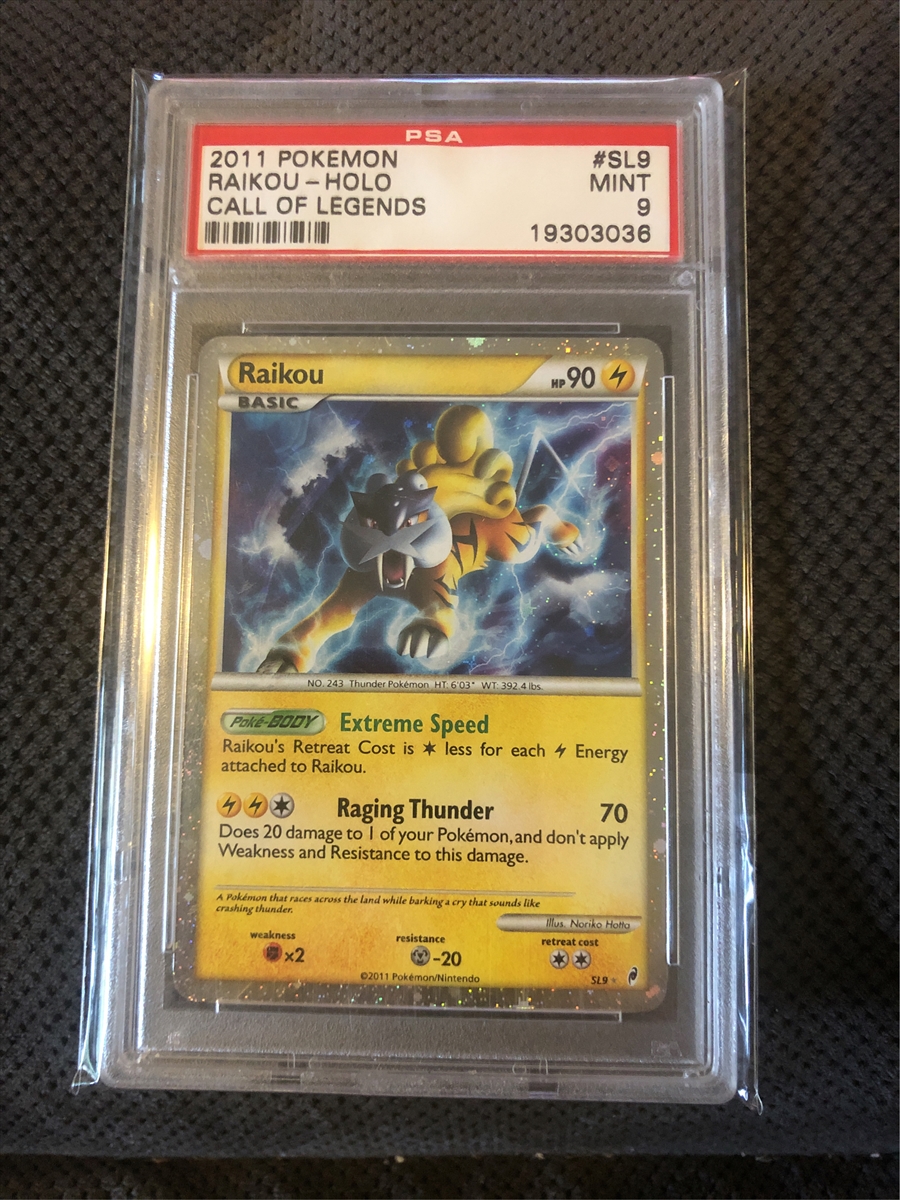 PSA
2011 POKEMON #SL9
RAIKOU - HOLO MINT
CALL OF LEGENDS 9
19303036
Raikou HP 90
BASIC
NO. 243 Thunder Pokémon HT: 6'03" WT: 392.4 lbs.
Poké-BODY Extreme Speed
Raikou's Retreat Cost is less for each Energy
attached to Raikou.
Raging Thunder 70
Does 20 damage to 1 of your Pokémon, and don't apply
Weakness and Resistance to this damage.
A Pokémon that races across the land while barking a cry that sounds like
crashing thunder.
Illus. Noriko Hotta
weakness resistance retreat cost
x2 -20
©2011 Pokémon/Nintendo SL9